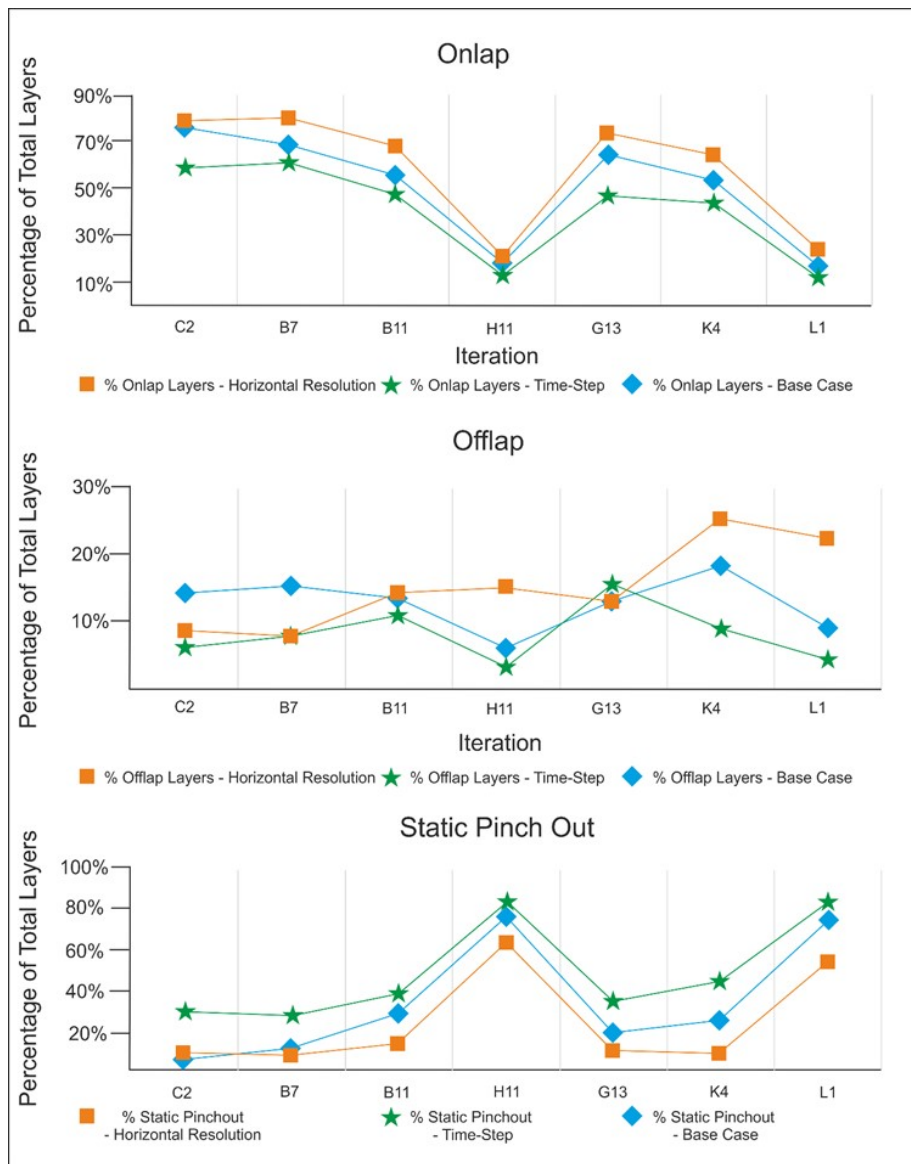 Onlap
Percentage of Total Layers
90%
70%
50%
30%
10%
C2 B7 B11 H11 G13 K4 L1
Iteration
% Onlap Layers - Horizontal Resolution % Onlap Layers - Time-Step % Onlap Layers - Base Case
Offlap
Percentage of Total Layers
30%
20%
10%
C2 B7 B11 H11 G13 K4 L1
Iteration
% Offlap Layers - Horizontal Resolution % Offlap Layers - Time-Step % Offlap Layers - Base Case
Static Pinch Out
Percentage of Total Layers
100%
80%
60%
40%
20%
C2 B7 B11 H11 G13 K4 L1
% Static Pinchout % Static Pinchout % Static Pinchout
- Horizontal Resolution - Time-Step - Base Case